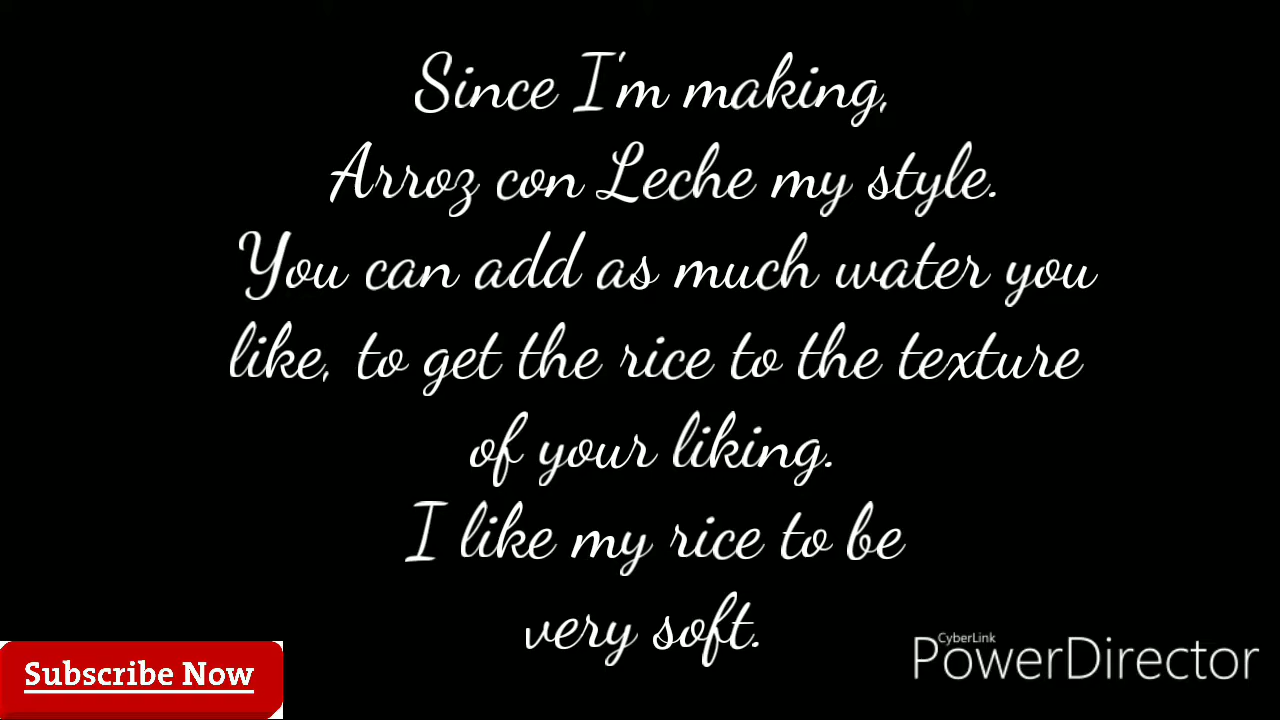 Since I'm making,
Arroz con Leche my style.
You can add as much water you
like, to get the rice to the texture
of your liking.
I like my rice to be
very soft.
Subscribe Now
CyberLink
PowerDirector